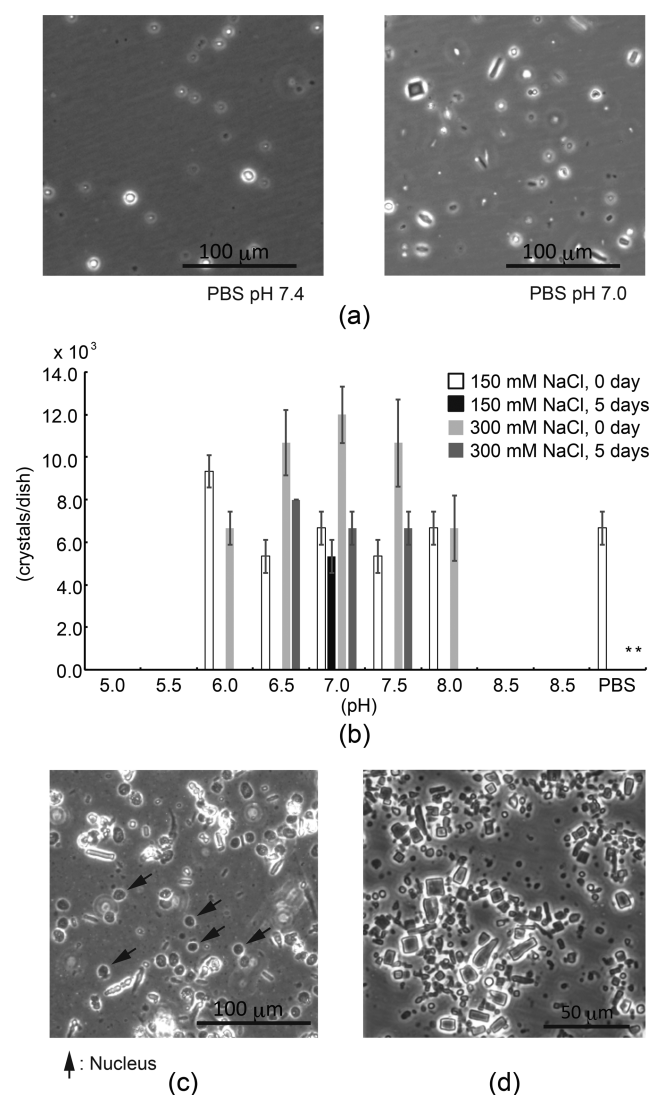 100 µm
100 µm
PBS pH 7.4
PBS pH 7.0
(a)
x 10³
14.0
12.0
10.0
8.0
6.0
4.0
2.0
0.0
(crystals/dish)
150 mM NaCl, 0 day
150 mM NaCl, 5 days
300 mM NaCl, 0 day
300 mM NaCl, 5 days
**
5.0 5.5 6.0 6.5 7.0 7.5 8.0 8.5 8.5 PBS
(pH)
(b)
100 µm
50 µm
: Nucleus
(c)
(d)